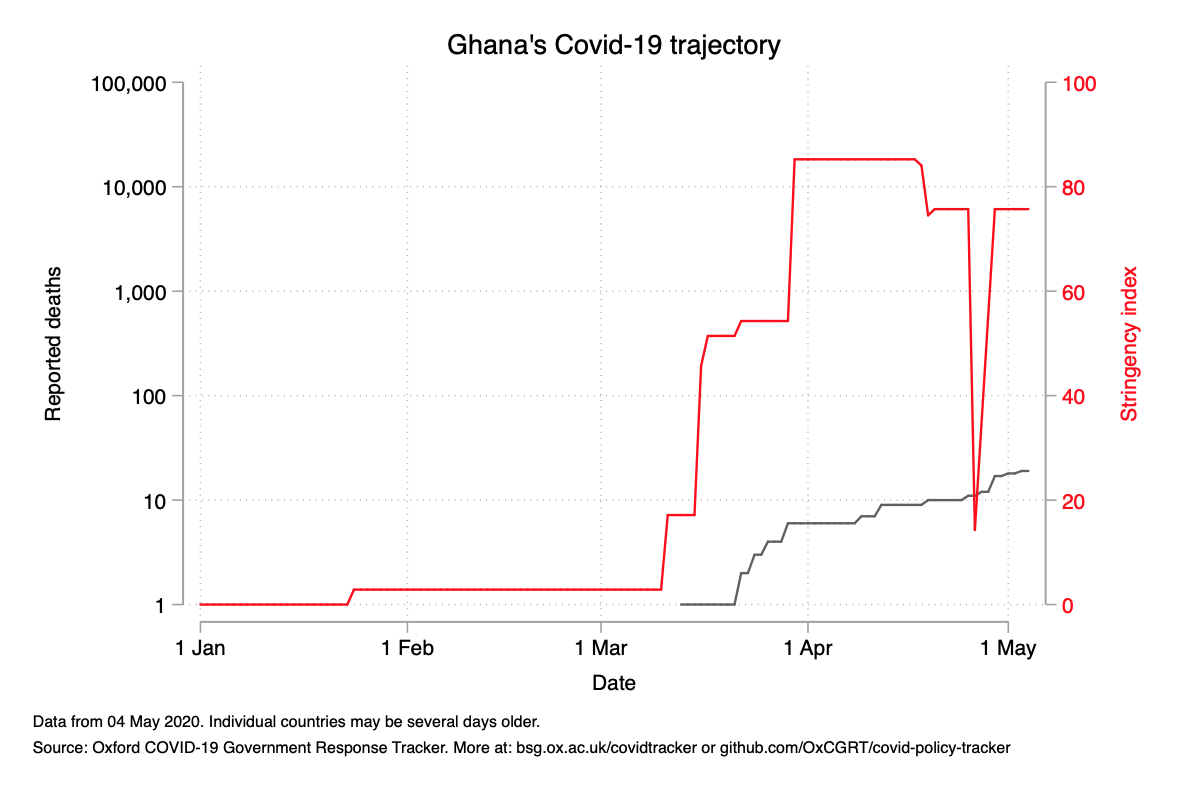 Ghana's Covid-19 trajectory
100,000
10,000
1,000
100
10
1
Reported deaths
100
80
60
40
20
0
Stringency index
1 Jan
1 Feb
1 Mar
1 Apr
1 May
Date
Data from 04 May 2020. Individual countries may be several days older.
Source: Oxford COVID-19 Government Response Tracker. More at: bsg.ox.ac.uk/covidtracker or github.com/OxCGRT/covid-policy-tracker